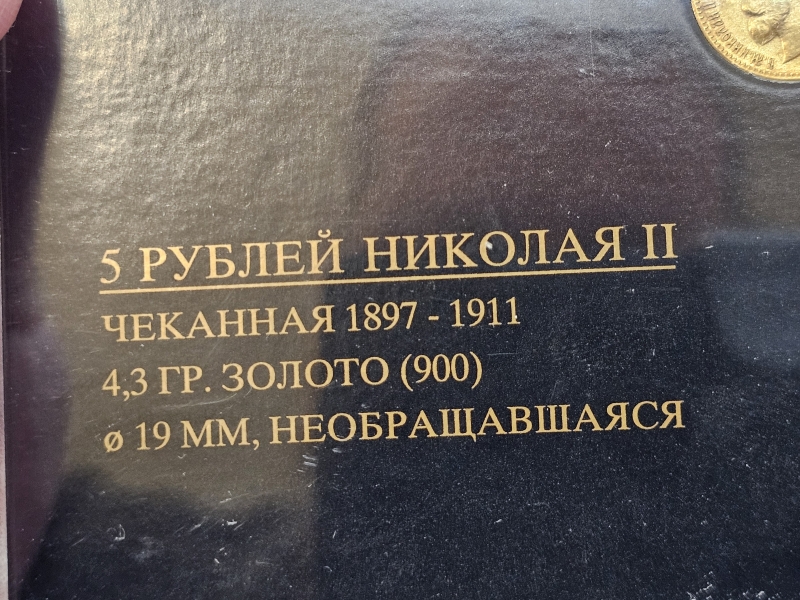 5 РУБЛЕЙ НИКОЛАЯ II
ЧЕКАННАЯ 1897 - 1911
4,3 ГР. ЗОЛОТО (900)
ø 19 ММ, НЕОБРАЩАВШАЯСЯ